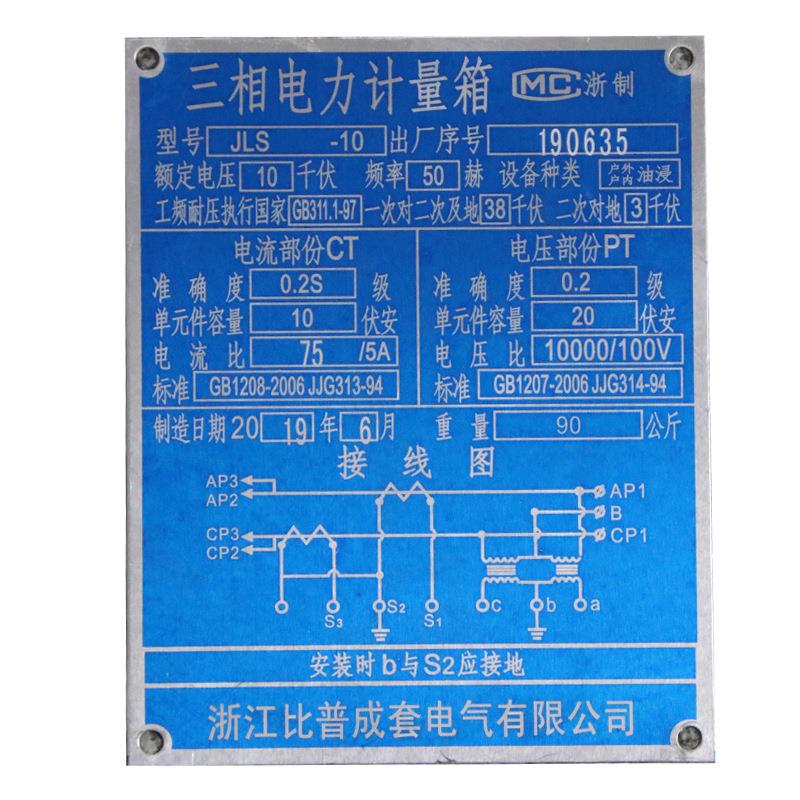 三相电力计量箱 MC 浙制
型号 JLS -10 出厂序号 190635
额定电压 10 千伏 频率 50 赫 设备种类 户外 户内 油浸
工频耐压执行国家 GB311.1-97 一次对二次及地 38 千伏 二次对地 3 千伏
电流部份CT
准确度 0.2S 级
单元件容量 10 伏安
电流比 75 /5A
标准 GB1208-2006 JJG313-94
电压部份PT
准确度 0.2 级
单元件容量 20 伏安
电压比 10000/100V
标准 GB1207-2006 JJG314-94
制造日期 20 19 年 6 月 重量 90 公斤
接线图
AP3
AP2
AP1
B
CP3
CP2
CP1
S3 S2 S1 c b a
安装时b与S2应接地
浙江比普成套电气有限公司